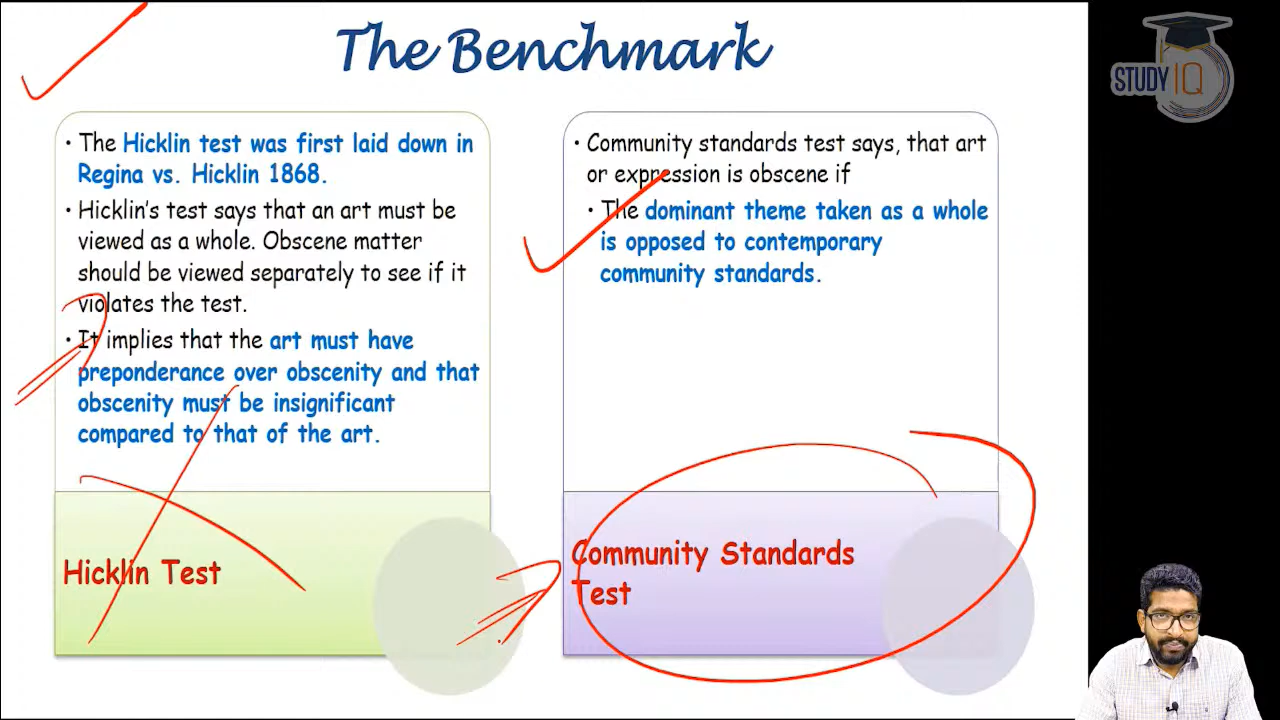 The Benchmark
STUDY IQ
• The Hicklin test was first laid down in
Regina vs. Hicklin 1868.
• Hicklin's test says that an art must be
viewed as a whole. Obscene matter
should be viewed separately to see if it
violates the test.
• It implies that the art must have
preponderance over obscenity and that
obscenity must be insignificant
compared to that of the art.
Hicklin Test
• Community standards test says, that art
or expression is obscene if
• The dominant theme taken as a whole
is opposed to contemporary
community standards.
Community Standards
Test